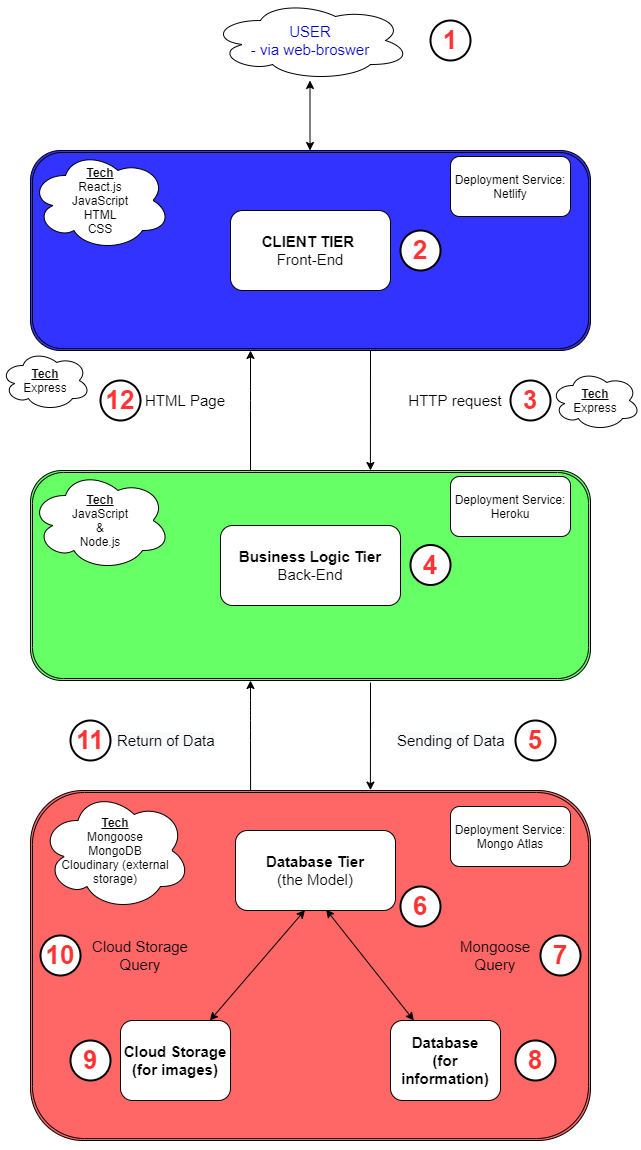 USER
- via web-broswer
1
Tech
React.js
JavaScript
HTML
CSS
Deployment Service:
Netlify
CLIENT TIER
Front-End
2
Tech
Express
12
HTML Page
HTTP request
3
Tech
Express
Tech
JavaScript
&
Node.js
Deployment Service:
Heroku
Business Logic Tier
Back-End
4
11
Return of Data
Sending of Data
5
Tech
Mongoose
MongoDB
Cloudinary (external
storage)
Deployment Service:
Mongo Atlas
Database Tier
(the Model)
6
10
Cloud Storage
Query
Mongoose
Query
7
9
Cloud Storage
(for images)
Database
(for
information)
8